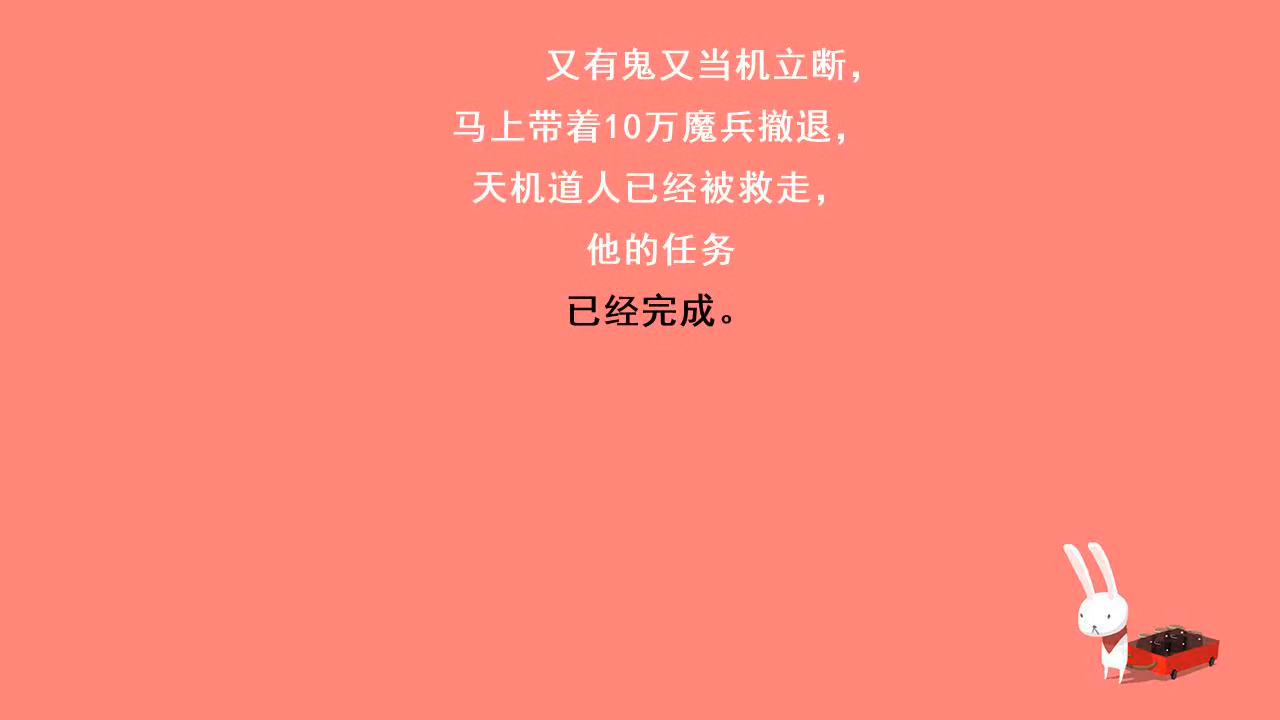 又有鬼又当机立断，
马上带着10万魔兵撤退，
天机道人已经被救走，
他的任务
已经完成。